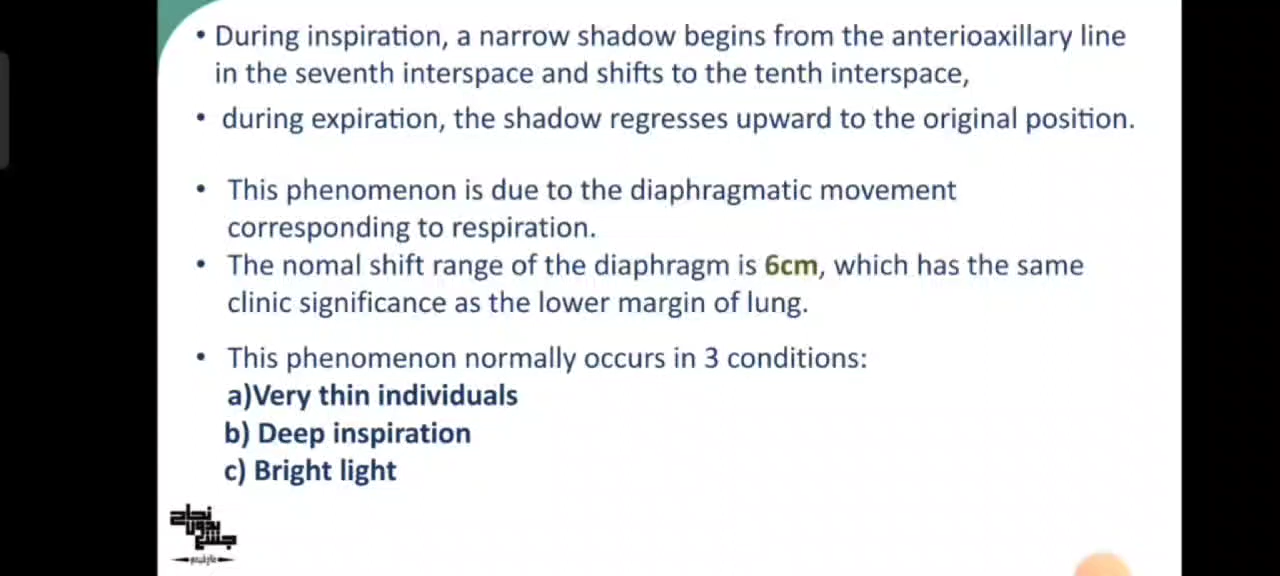 • During inspiration, a narrow shadow begins from the anterioaxillary line
in the seventh interspace and shifts to the tenth interspace,
• during expiration, the shadow regresses upward to the original position.
• This phenomenon is due to the diaphragmatic movement
corresponding to respiration.
• The nomal shift range of the diaphragm is 6cm, which has the same
clinic significance as the lower margin of lung.
• This phenomenon normally occurs in 3 conditions:
a)Very thin individuals
b) Deep inspiration
c) Bright light
نجاح
بدون